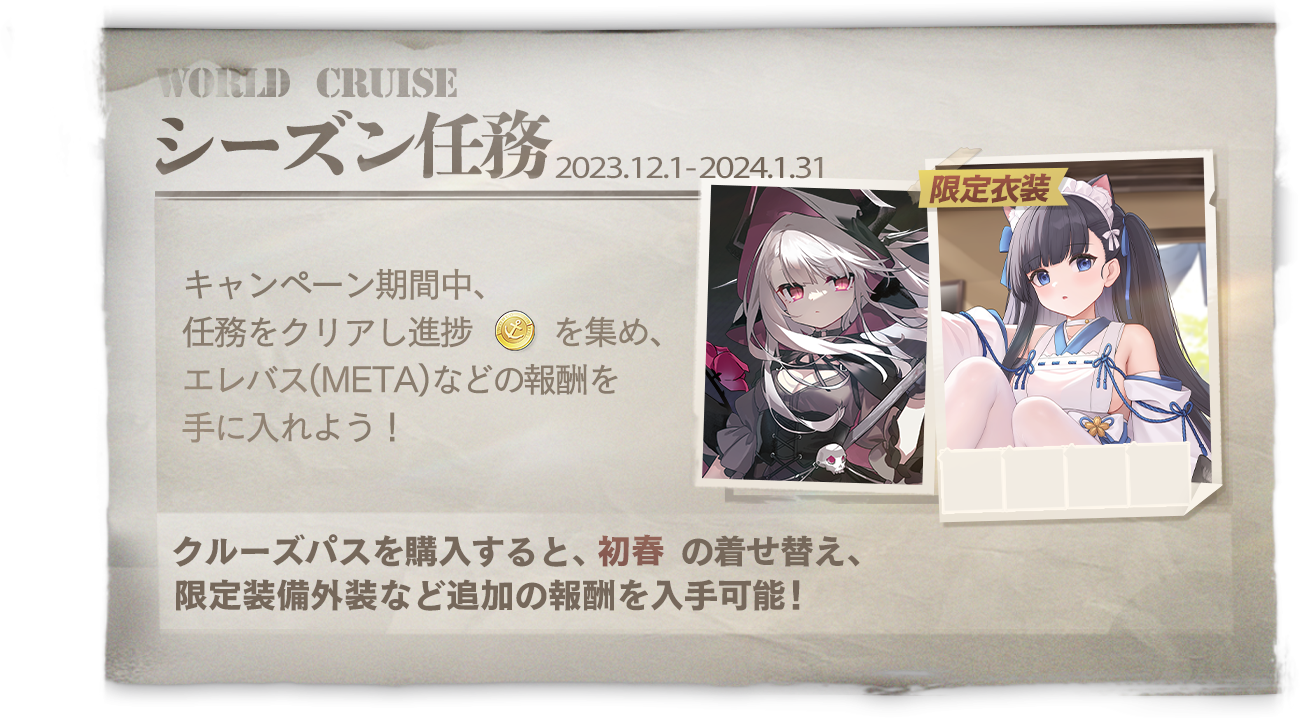 WORLD CRUISE
シーズン任務 2023.12.1-2024.1.31
限定衣装
キャンペーン期間中、
任務をクリアし進捗 を集め、
エレバス(META)などの報酬を
手に入れよう！
クルーズパスを購入すると、初春 の着せ替え、
限定装備外装など追加の報酬を入手可能！